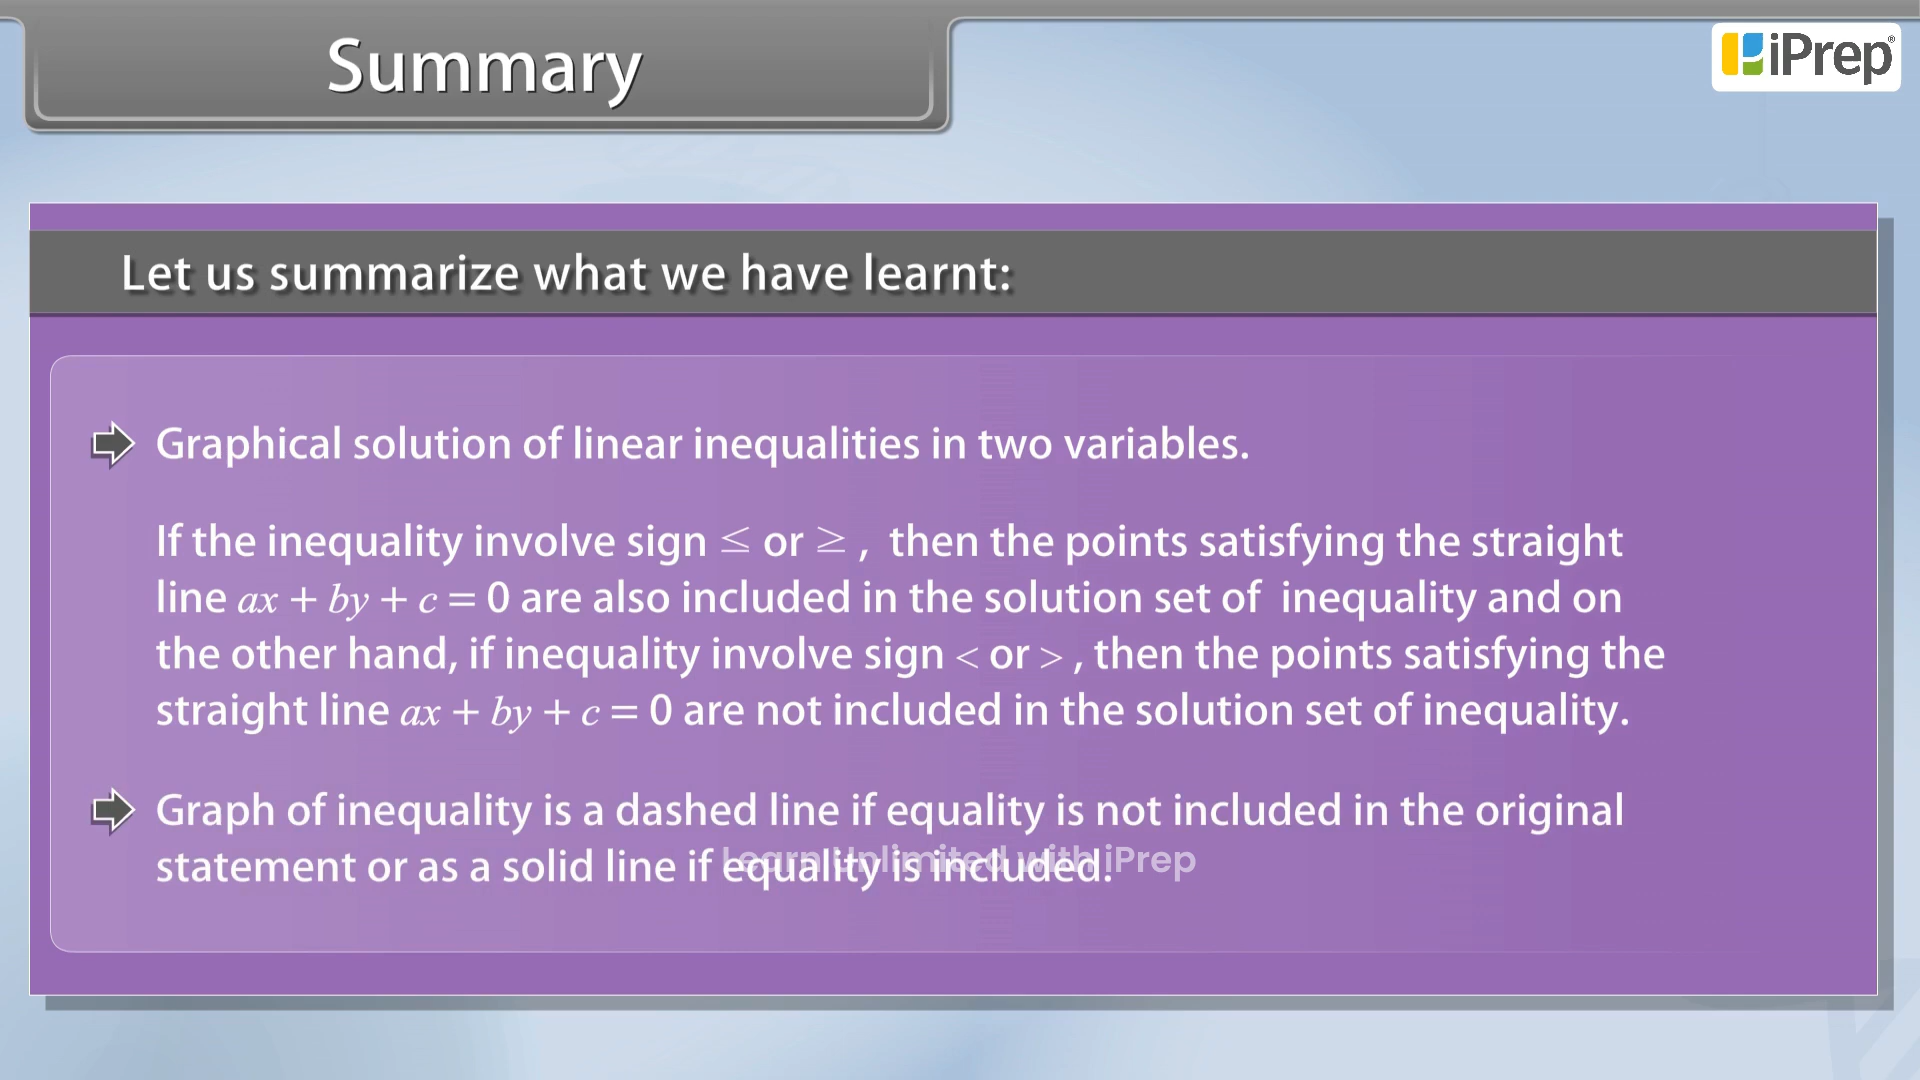 Summary
iPrep®
Let us summarize what we have learnt:
Graphical solution of linear inequalities in two variables.
If the inequality involve sign ≤ or ≥ , then the points satisfying the straight
line ax + by + c = 0 are also included in the solution set of inequality and on
the other hand, if inequality involve sign < or > , then the points satisfying the
straight line ax + by + c = 0 are not included in the solution set of inequality.
Graph of inequality is a dashed line if equality is not included in the original
statement or as a solid line if equality is included.
Learn Unlimited with iPrep